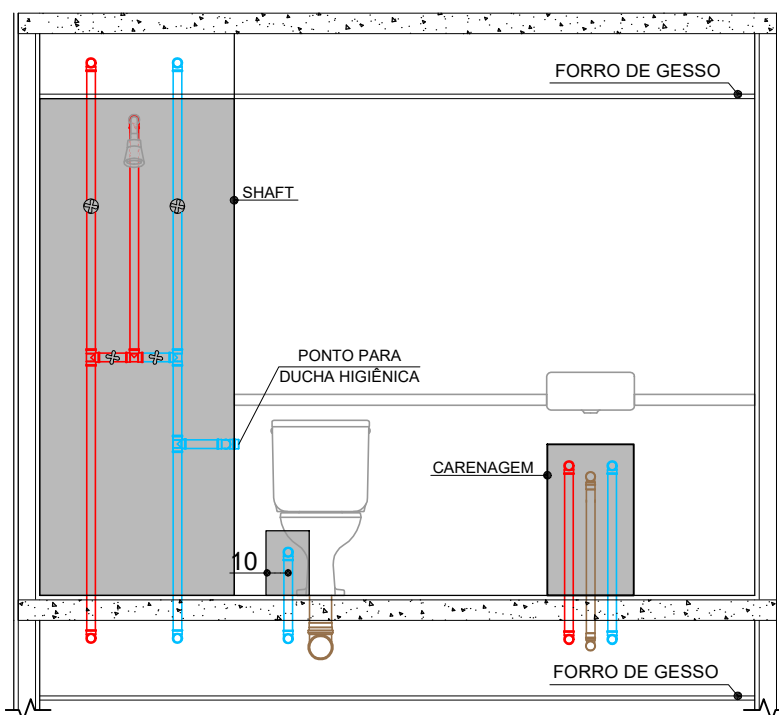 FORRO DE GESSO
SHAFT
PONTO PARA
DUCHA HIGIÊNICA
CARENAGEM
10
FORRO DE GESSO